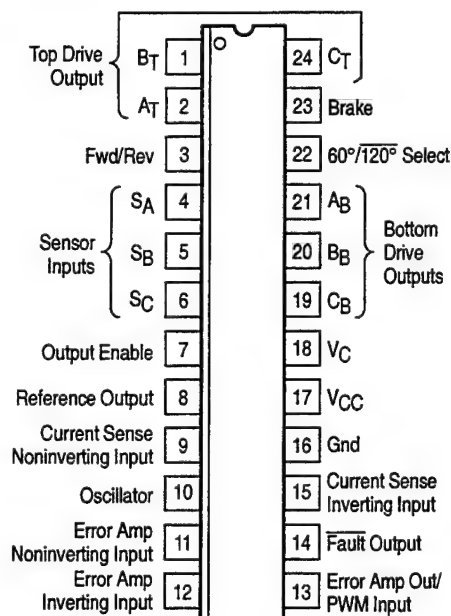 Top Drive
Output
BT 1
AT 2
Fwd/Rev 3
Sensor
Inputs
SA 4
SB 5
SC 6
Output Enable 7
Reference Output 8
Current Sense
Noninverting Input 9
Oscillator 10
Error Amp
Noninverting Input 11
Error Amp
Inverting Input 12
24 CT
23 Brake
22 60°/120° Select
21 AB
20 BB
19 CB
Bottom
Drive
Outputs
18 VC
17 VCC
16 Gnd
15 Current Sense
Inverting Input
14 Fault Output
13 Error Amp Out/
PWM Input